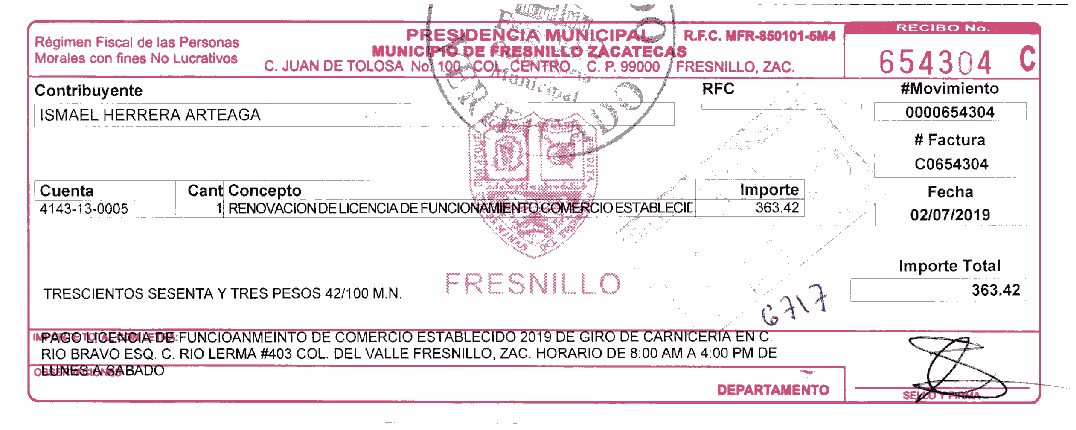 Régimen Fiscal de las Personas
Morales con fines No Lucrativos
PRESIDENCIA MUNICIPAL
MUNICIPIO DE FRESNILLO ZACATECAS
C. JUAN DE TOLOSA No. 100 COL. CENTRO C. P. 99000 FRESNILLO, ZAC.
R.F.C. MFR-850101-5M4
RECIBO No.
654304 C
Contribuyente
ISMAEL HERRERA ARTEAGA
RFC
#Movimiento
0000654304
# Factura
C0654304
Fecha
02/07/2019
Cuenta Cant Concepto Importe
4143-13-0005 1 RENOVACION DE LICENCIA DE FUNCIONAMIENTO COMERCIO ESTABLECID 363.42
Importe Total
363.42
FRESNILLO
TRESCIENTOS SESENTA Y TRES PESOS 42/100 M.N.
6717
PAGO LICENCIA DE FUNCIOANMEINTO DE COMERCIO ESTABLECIDO 2019 DE GIRO DE CARNICERIA EN C.
RIO BRAVO ESQ. C. RIO LERMA #403 COL. DEL VALLE FRESNILLO, ZAC. HORARIO DE 8:00 AM A 4:00 PM DE
LUNES A SABADO
OBSERVACIONES
DEPARTAMENTO
SELLO Y FIRMA